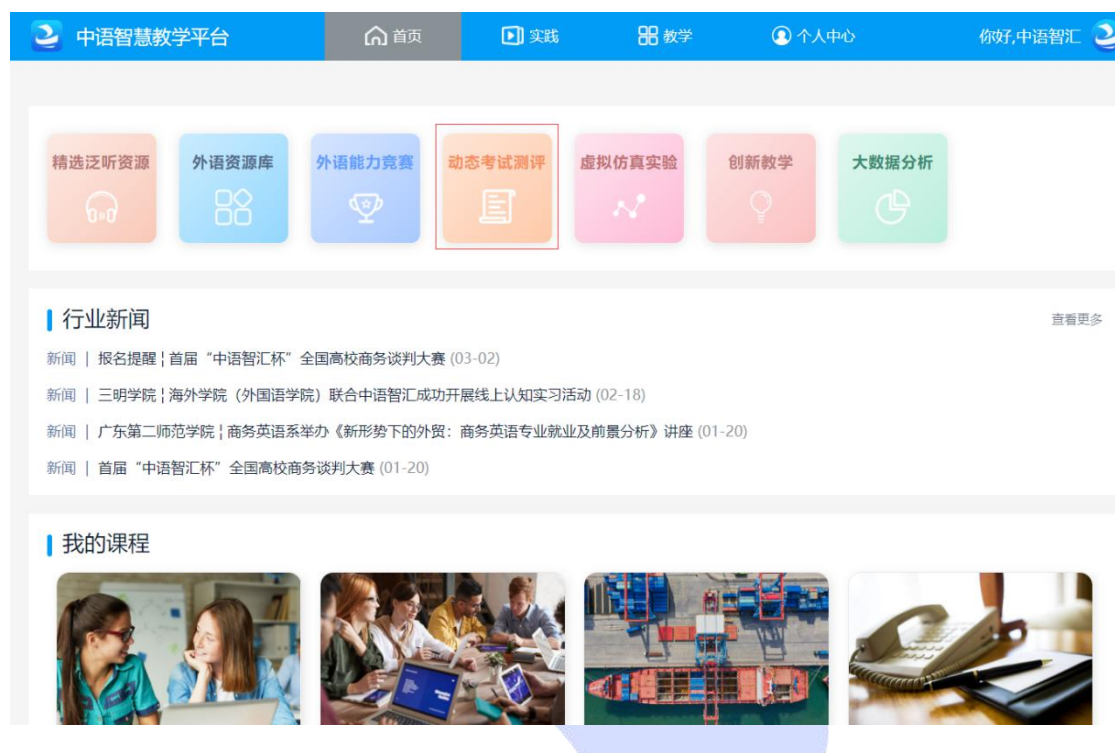 中语智慧教学平台 首页 实践 教学 个人中心 你好,中语智汇
精选泛听资源 外语资源库 外语能力竞赛 动态考试测评 虚拟仿真实验 创新教学 大数据分析
行业新闻 查看更多
新闻 | 报名提醒 ¦ 首届“中语智汇杯”全国高校商务谈判大赛 (03-02)
新闻 | 三明学院 ¦ 海外学院（外国语学院）联合中语智汇成功开展线上认知实习活动 (02-18)
新闻 | 广东第二师范学院 ¦ 商务英语系举办《新形势下的外贸：商务英语专业就业及前景分析》讲座 (01-20)
新闻 | 首届“中语智汇杯”全国高校商务谈判大赛 (01-20)
我的课程